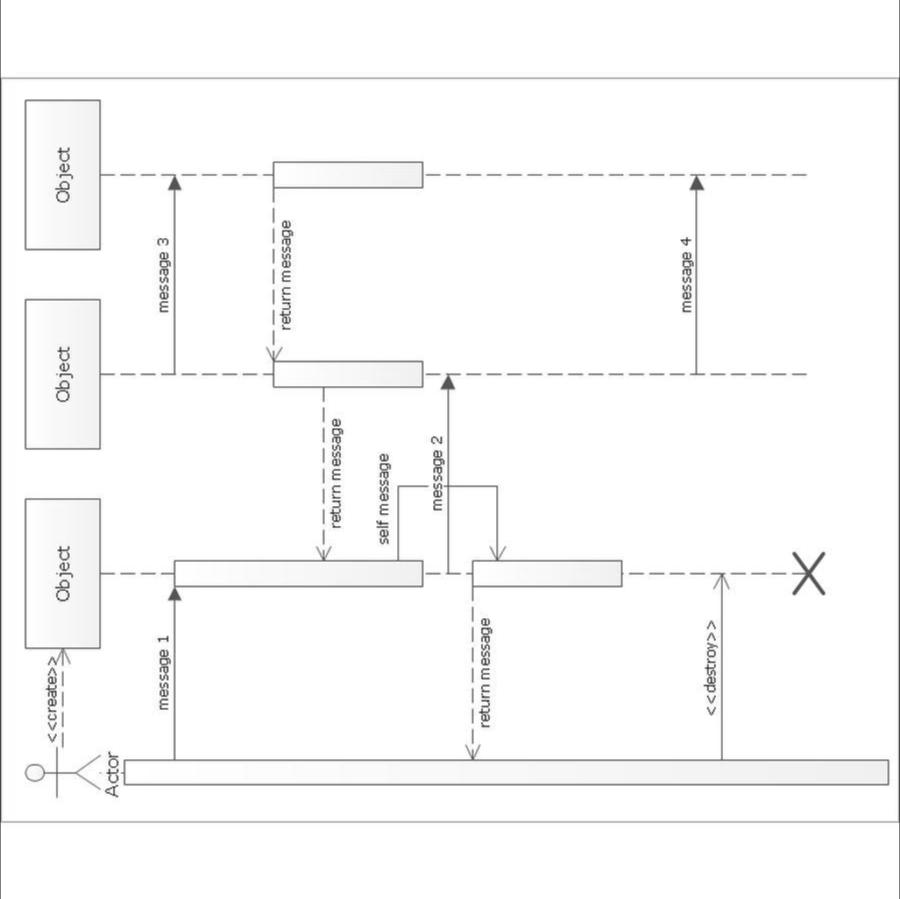 Actor
<<create>>
Object
Object
Object
message 1
message 3
return message
return message
self message
message 2
return message
message 4
<<destroy>>